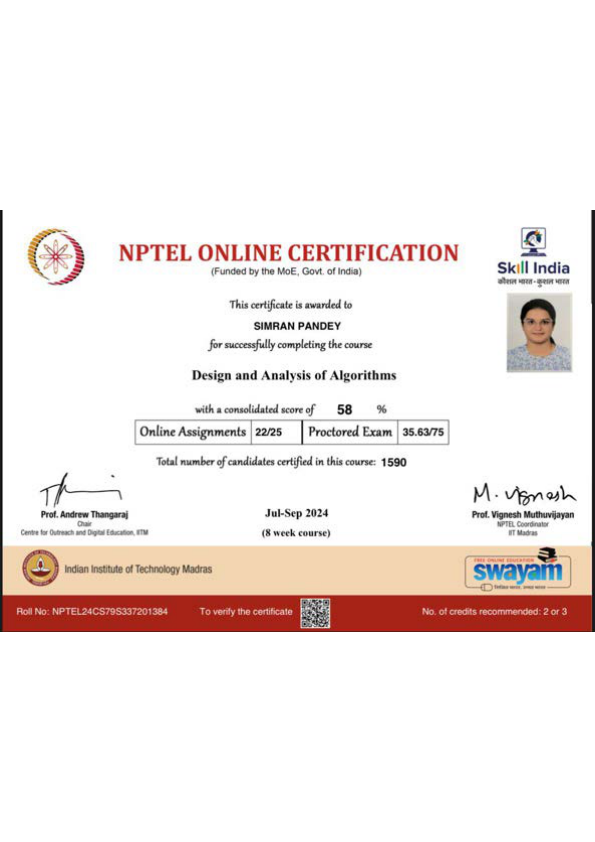 NPTEL ONLINE CERTIFICATION
(Funded by the MoE, Govt. of India)
Skill India
कौशल भारत - कुशल भारत
This certificate is awarded to
SIMRAN PANDEY
for successfully completing the course
Design and Analysis of Algorithms
with a consolidated score of 58 %
Online Assignments 22/25 Proctored Exam 35.63/75
Total number of candidates certified in this course: 1590
M. Vignesh
Prof. Andrew Thangaraj
Chair
Centre for Outreach and Digital Education, IITM
Jul-Sep 2024
(8 week course)
Prof. Vignesh Muthuvijayan
NPTEL Coordinator
IIT Madras
Indian Institute of Technology Madras
FREE ONLINE EDUCATION
swayam
शिक्षित भारत, उन्नत भारत
Roll No: NPTEL24CS79S337201384 To verify the certificate No. of credits recommended: 2 or 3